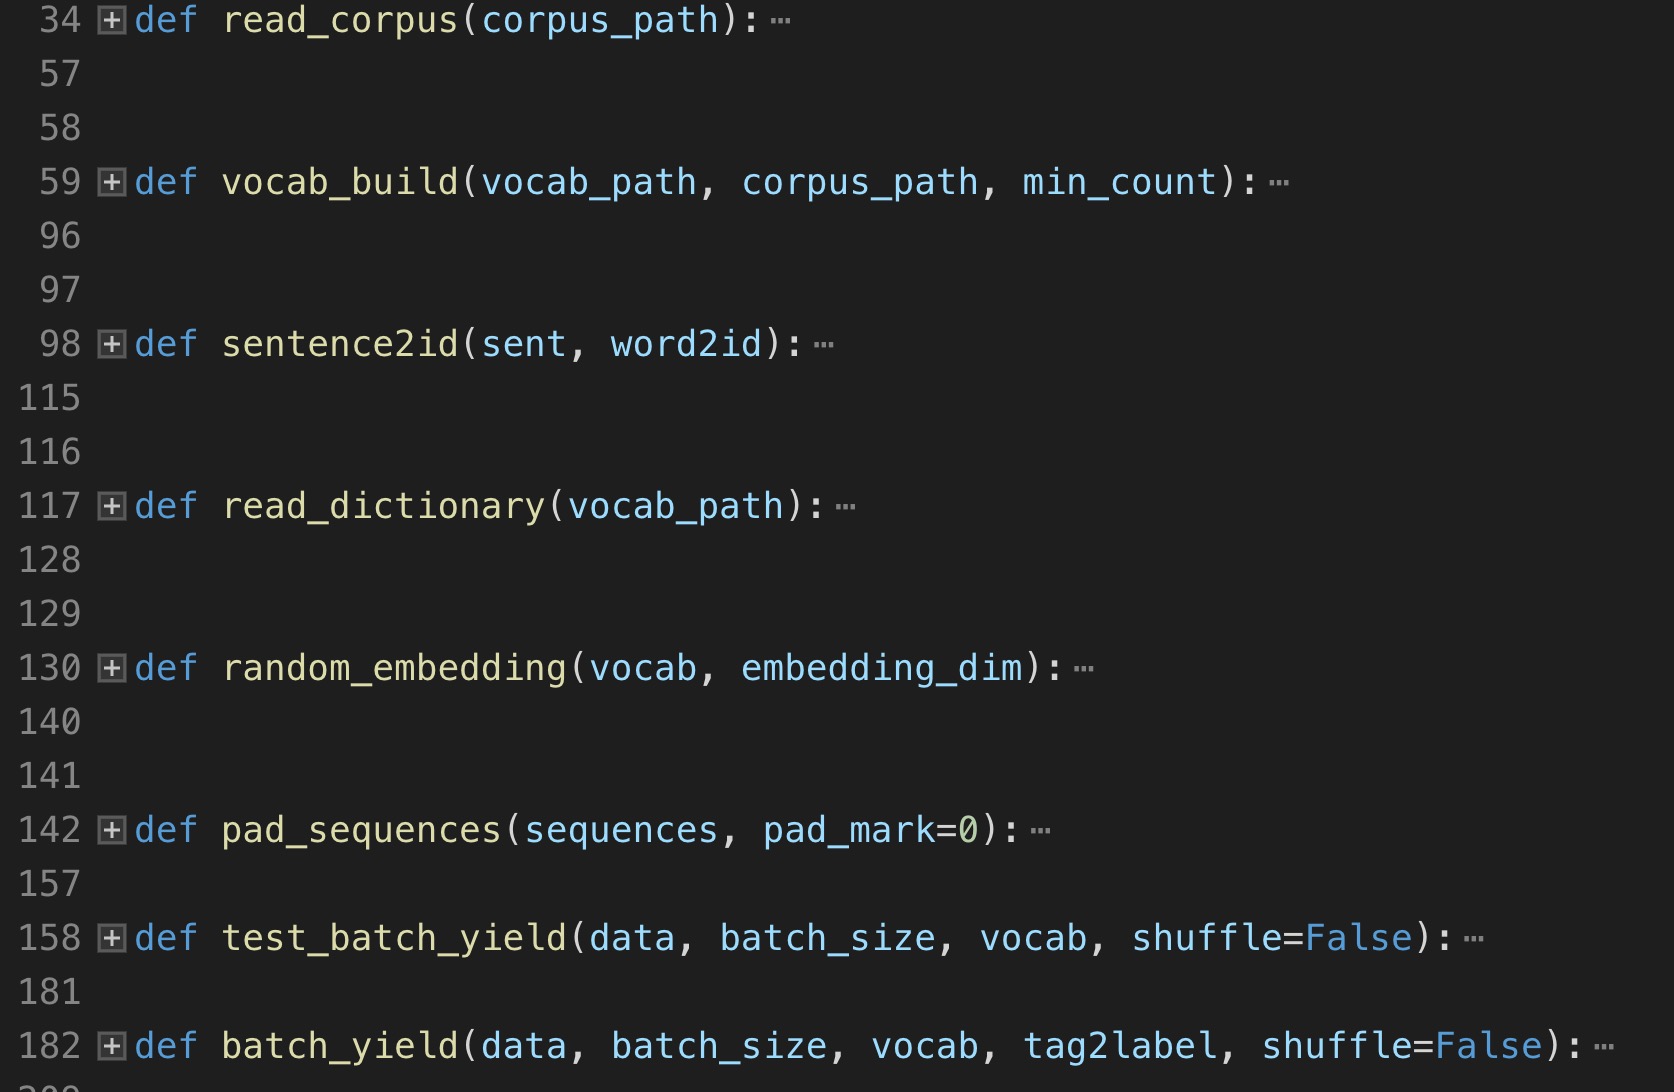 34 def read_corpus(corpus_path):…
57
58
59 def vocab_build(vocab_path, corpus_path, min_count):…
96
97
98 def sentence2id(sent, word2id):…
115
116
117 def read_dictionary(vocab_path):…
128
129
130 def random_embedding(vocab, embedding_dim):…
140
141
142 def pad_sequences(sequences, pad_mark=0):…
157
158 def test_batch_yield(data, batch_size, vocab, shuffle=False):…
181
182 def batch_yield(data, batch_size, vocab, tag2label, shuffle=False):…